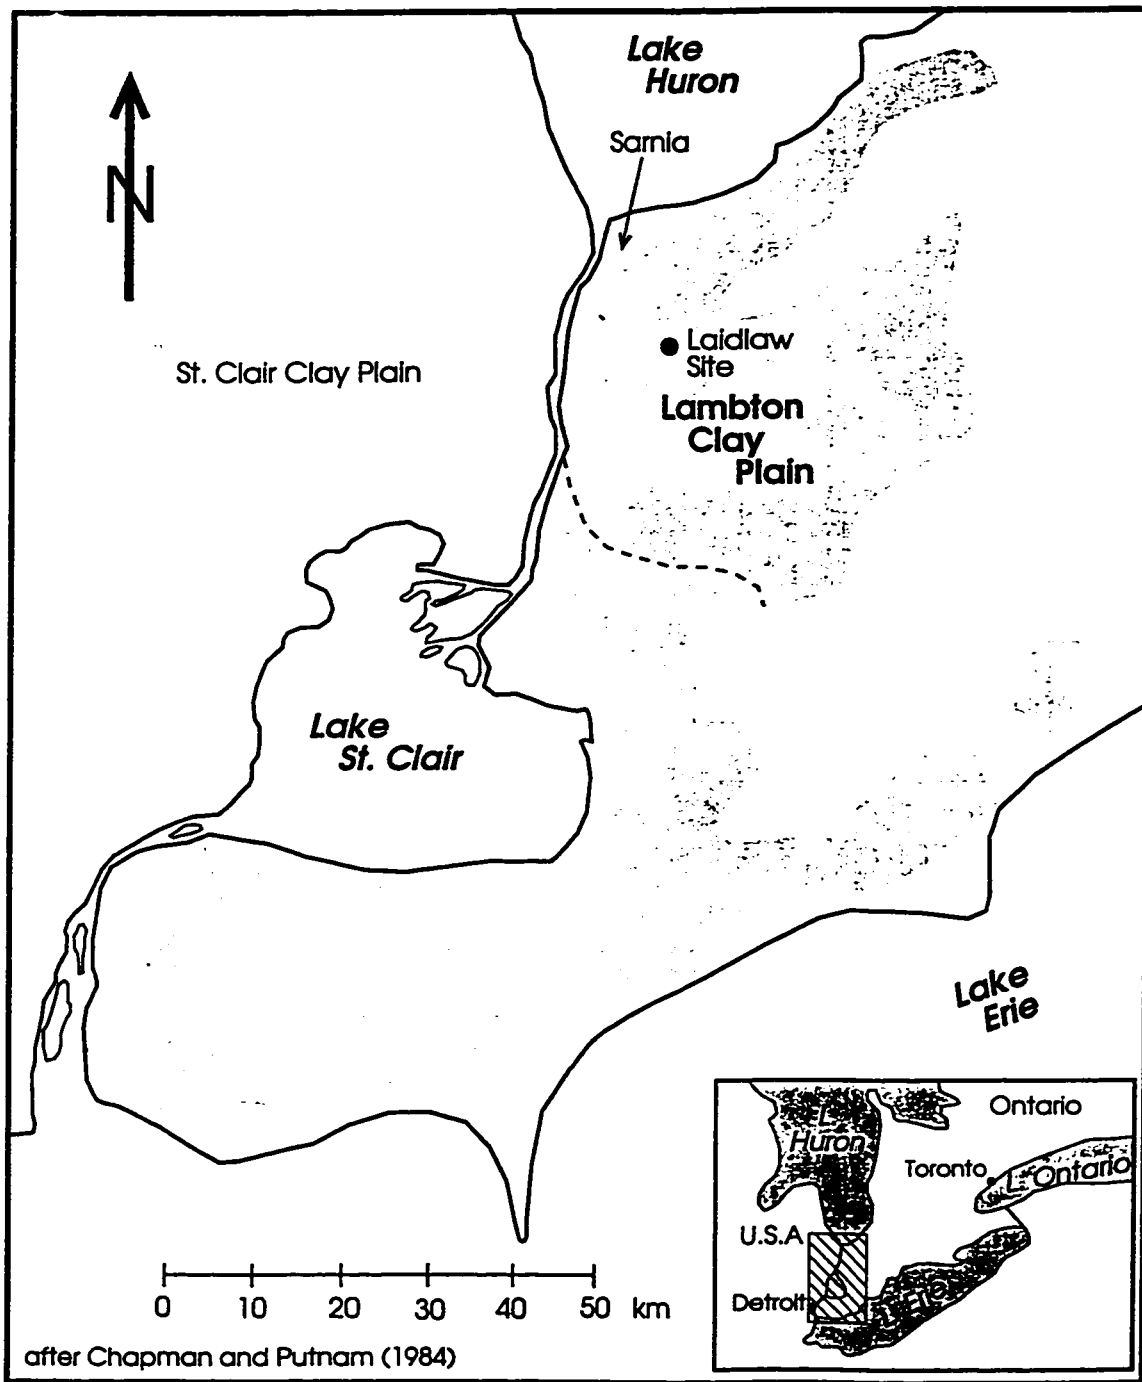 Lake
Huron
Sarnia
N
Laidlaw
Site
St. Clair Clay Plain
Lambton
Clay
Plain
Lake
St. Clair
Lake
Erie
Ontario
L.
Huron
Toronto
L. Ontario
U.S.A
Detroit
L. Erie
0 10 20 30 40 50 km
after Chapman and Putnam (1984)